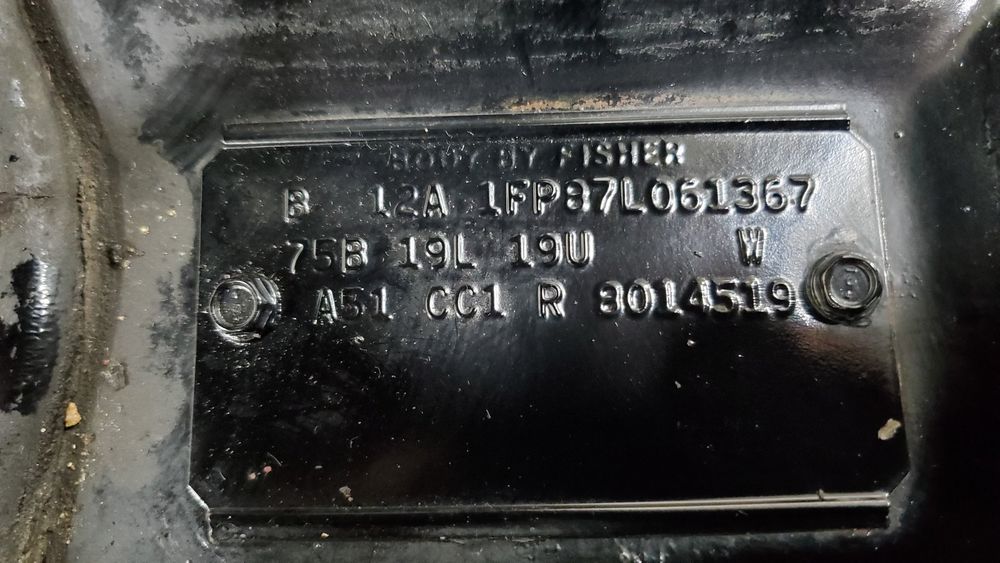 BODY BY FISHER
B 12A 1FP87L061367
75B 19L 19U W
A51 CC1 R 8014519